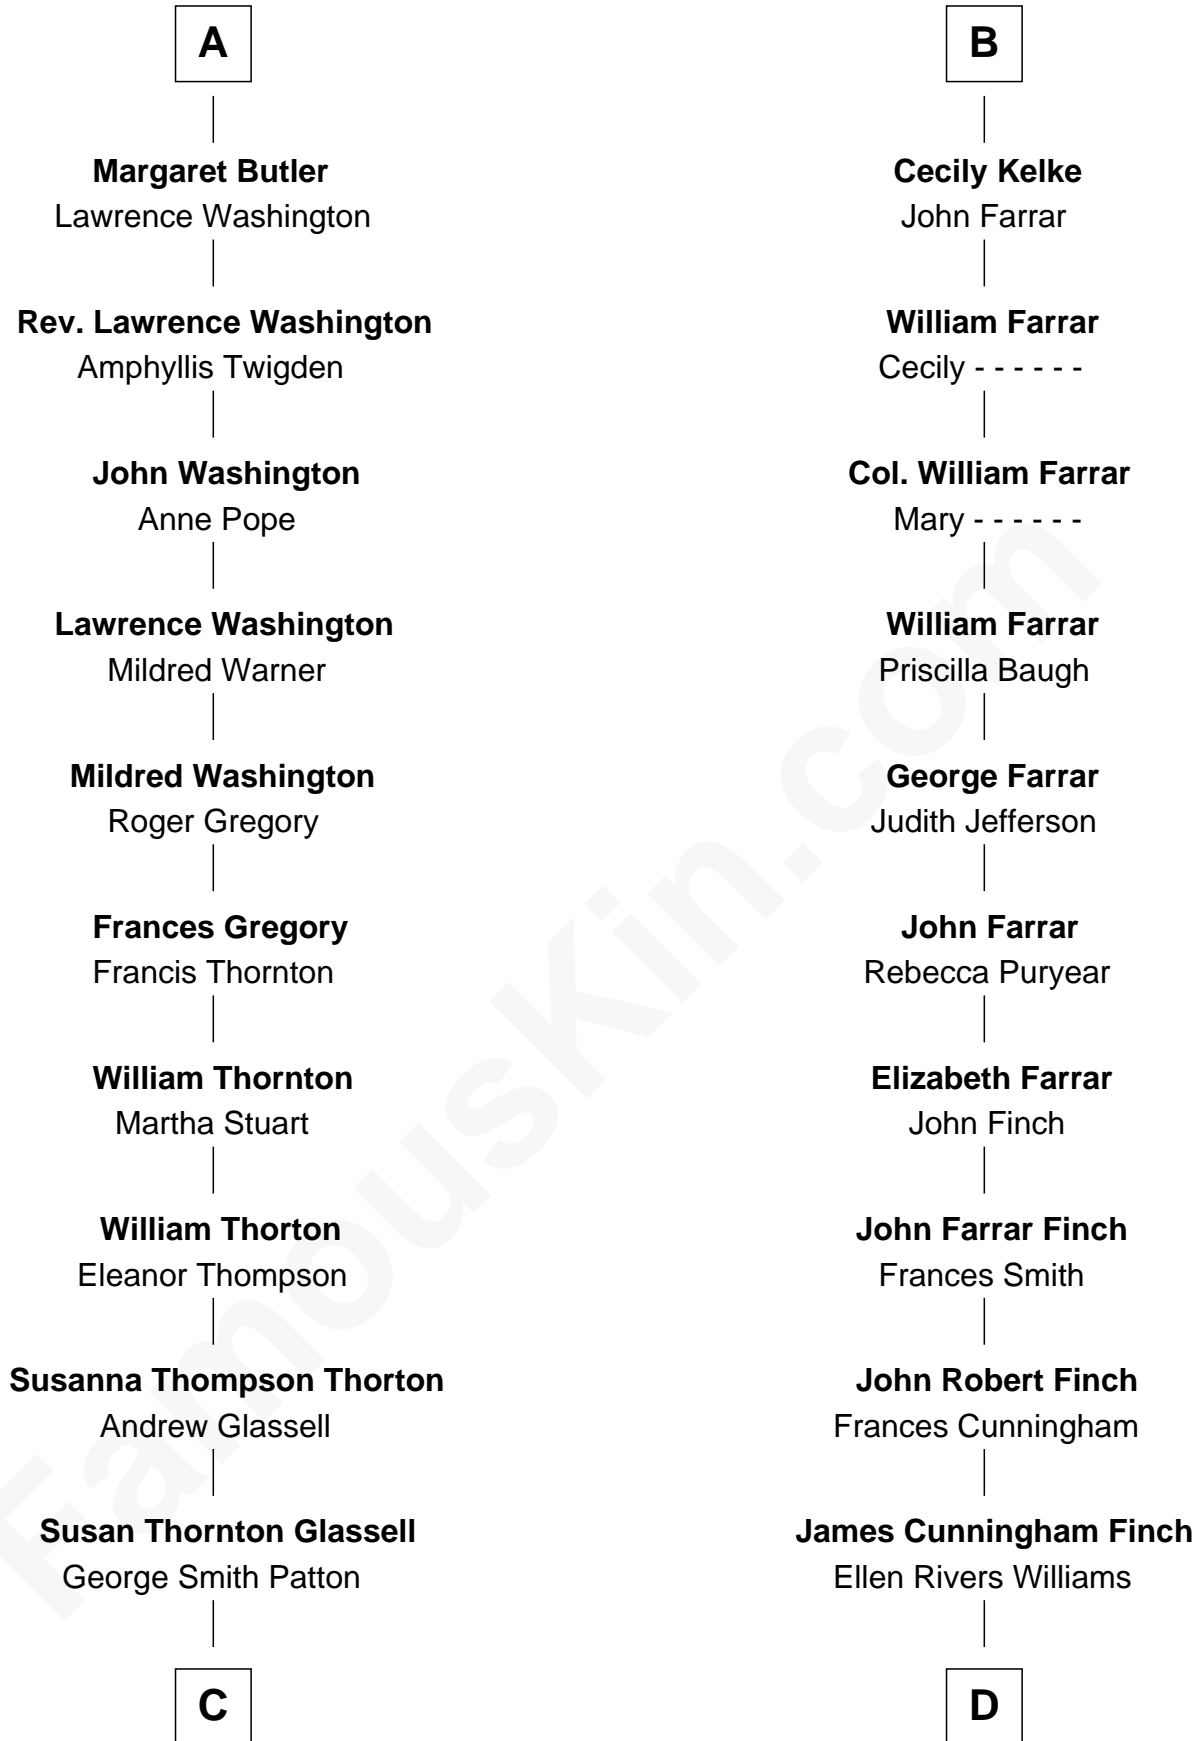 A
Margaret Butler
Lawrence Washington
Rev. Lawrence Washington
Amphyllis Twigden
John Washington
Anne Pope
Lawrence Washington
Mildred Warner
Mildred Washington
Roger Gregory
Frances Gregory
Francis Thornton
William Thornton
Martha Stuart
William Thorton
Eleanor Thompson
Susanna Thompson Thorton
Andrew Glassell
Susan Thornton Glassell
George Smith Patton
C
B
Cecily Kelke
John Farrar
William Farrar
Cecily - - - - - -
Col. William Farrar
Mary - - - - - -
William Farrar
Priscilla Baugh
George Farrar
Judith Jefferson
John Farrar
Rebecca Puryear
Elizabeth Farrar
John Finch
John Farrar Finch
Frances Smith
John Robert Finch
Frances Cunningham
James Cunningham Finch
Ellen Rivers Williams
D
FamousKin.com